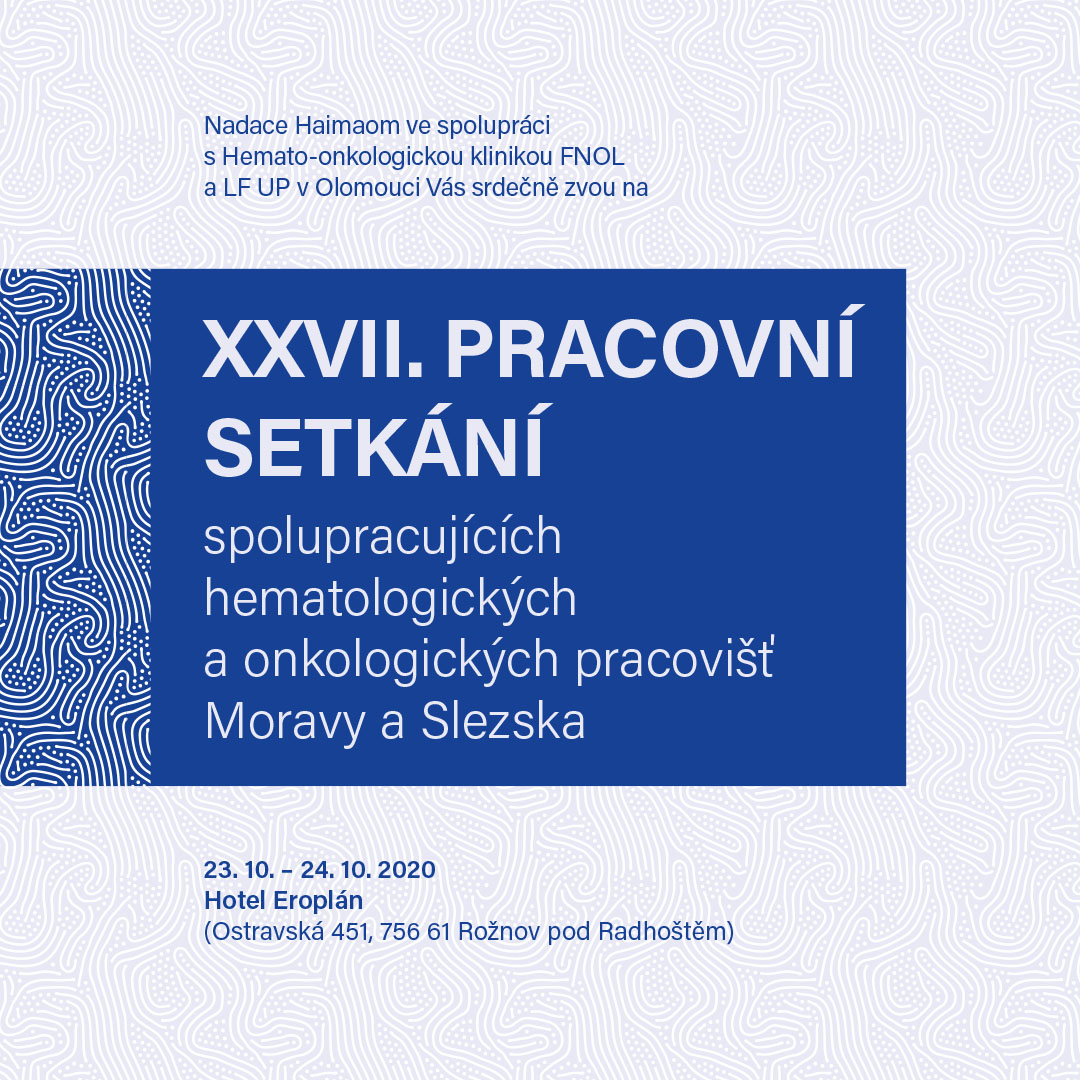 Nadace Haimaom ve spolupráci
s Hemato-onkologickou klinikou FNOL
a LF UP v Olomouci Vás srdečně zvou na
XXVII. PRACOVNÍ
SETKÁNÍ
spolupracujících
hematologických
a onkologických pracovišť
Moravy a Slezska
23. 10. – 24. 10. 2020
Hotel Eroplán
(Ostravská 451, 756 61 Rožnov pod Radhoštěm)